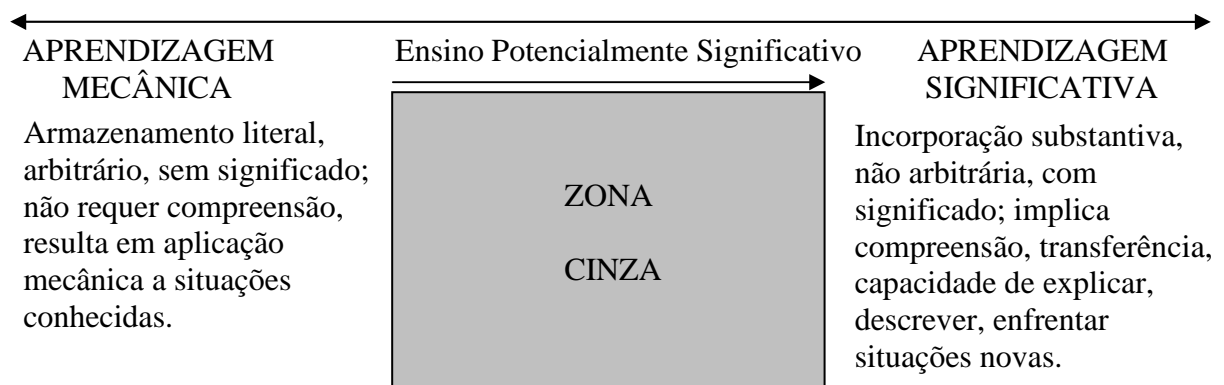 APRENDIZAGEM
MECÂNICA
Armazenamento literal,
arbitrário, sem significado;
não requer compreensão,
resulta em aplicação
mecânica a situações
conhecidas.
Ensino Potencialmente Significativo
ZONA
CINZA
APRENDIZAGEM
SIGNIFICATIVA
Incorporação substantiva,
não arbitrária, com
significado; implica
compreensão, transferência,
capacidade de explicar,
descrever, enfrentar
situações novas.